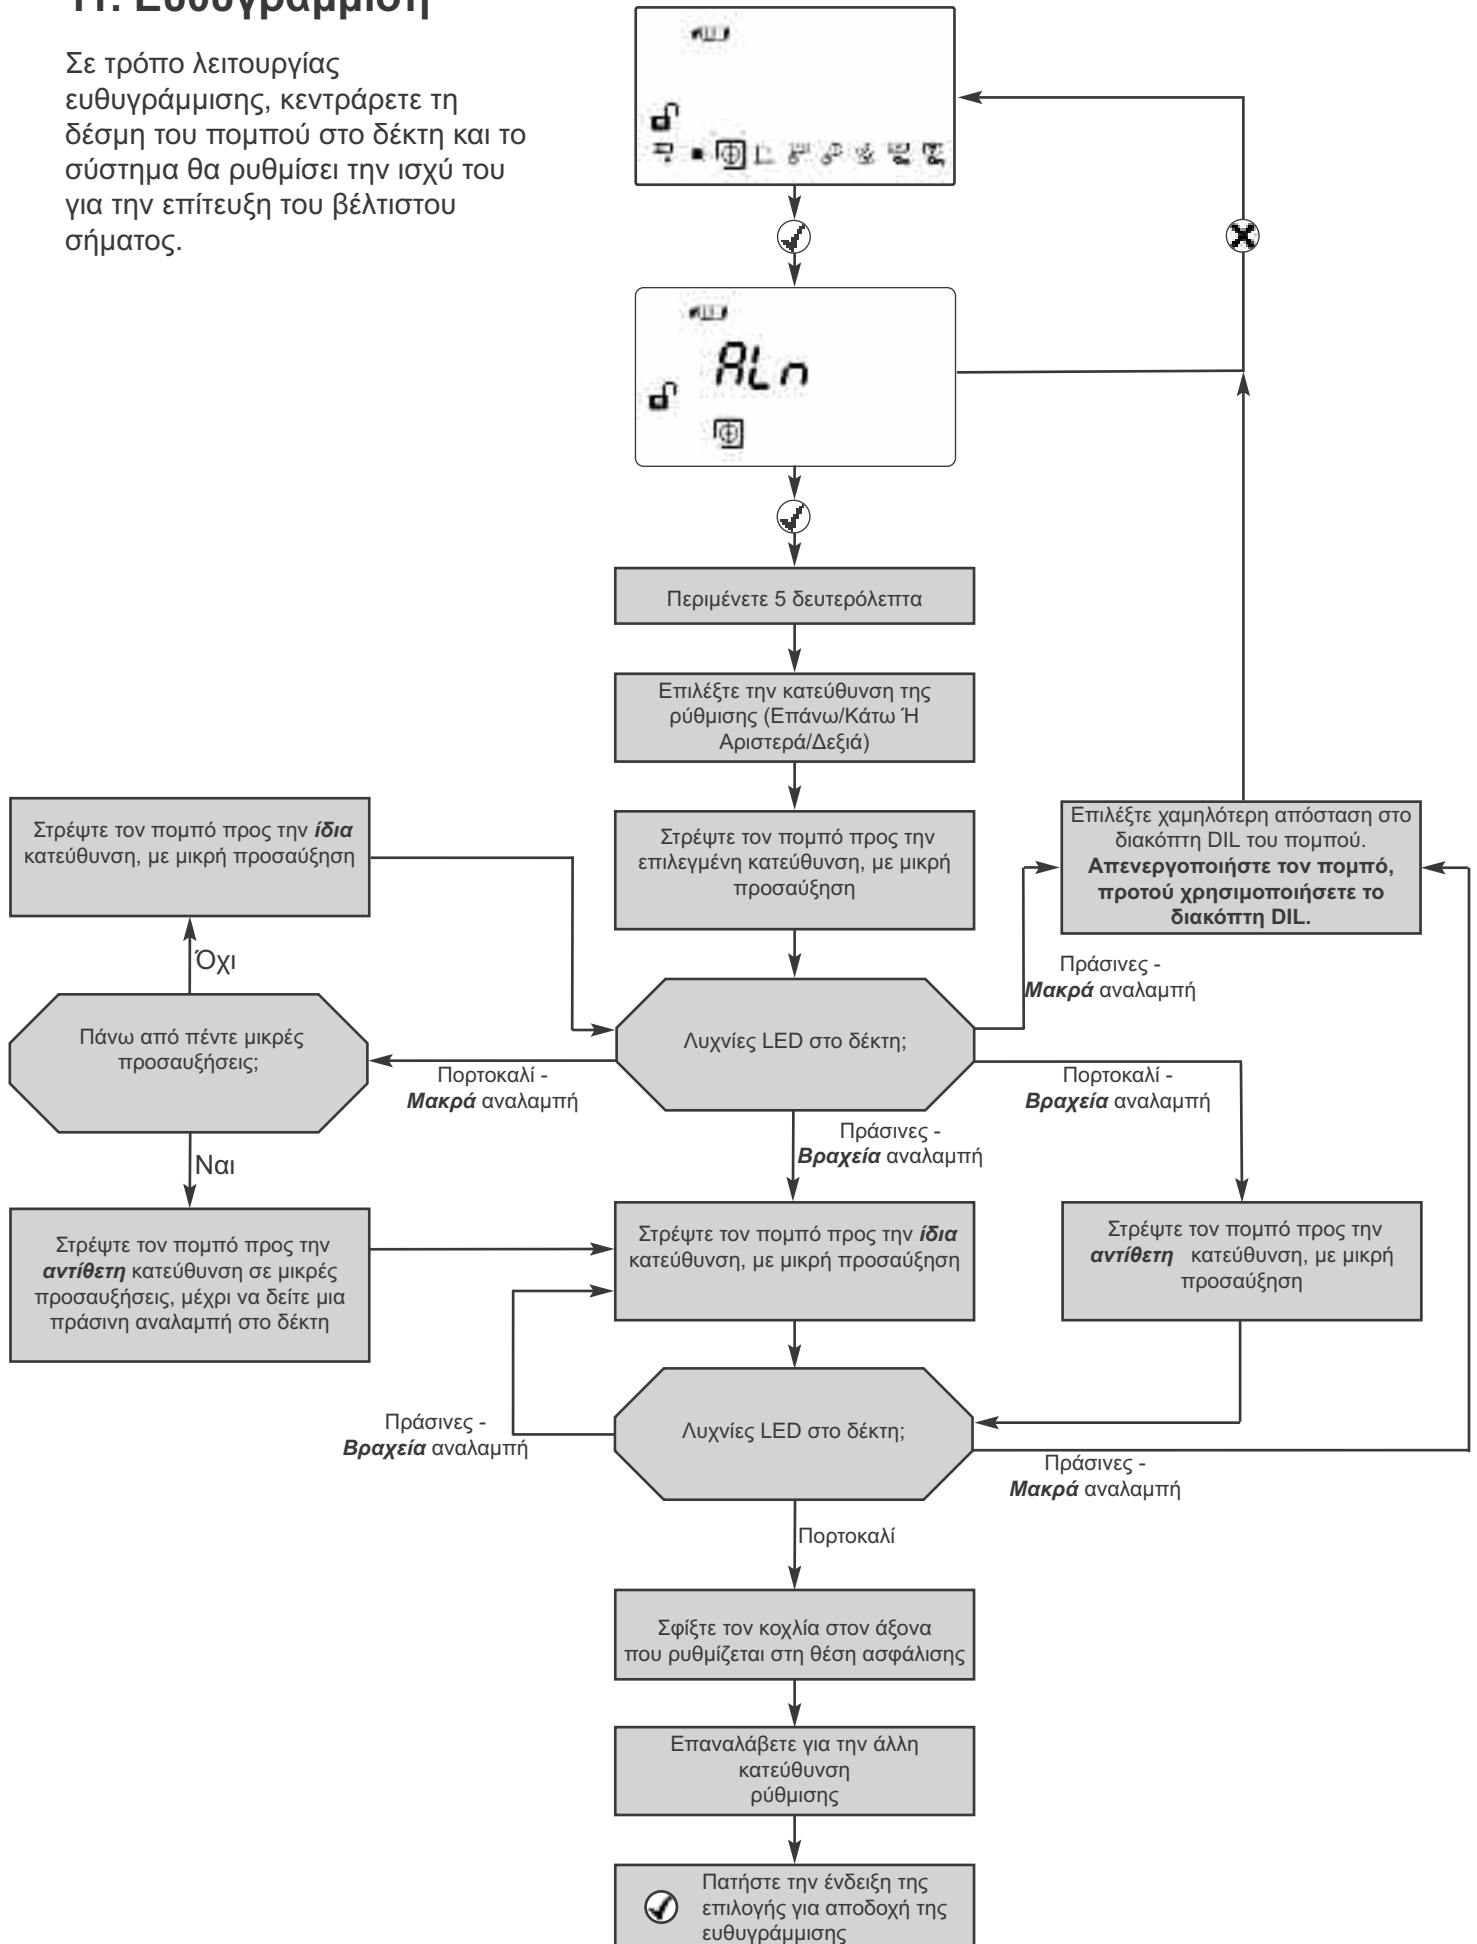 11. Ευθυγράμμιση
Σε τρόπο λειτουργίας
ευθυγράμμισης, κεντράρετε τη
δέσμη του πομπού στο δέκτη και το
σύστημα θα ρυθμίσει την ισχύ του
για την επίτευξη του βέλτιστου
σήματος.
ALn
Περιμένετε 5 δευτερόλεπτα
Επιλέξτε την κατεύθυνση της
ρύθμισης (Επάνω/Κάτω Ή
Αριστερά/Δεξιά)
Στρέψτε τον πομπό προς την ίδια
κατεύθυνση, με μικρή προσαύξηση
Στρέψτε τον πομπό προς την
επιλεγμένη κατεύθυνση, με μικρή
προσαύξηση
Επιλέξτε χαμηλότερη απόσταση στο
διακόπτη DIL του πομπού.
Απενεργοποιήστε τον πομπό,
προτού χρησιμοποιήσετε το
διακόπτη DIL.
Όχι
Πράσινες -
Μακρά αναλαμπή
Πάνω από πέντε μικρές
προσαυξήσεις;
Λυχνίες LED στο δέκτη;
Πορτοκαλί -
Μακρά αναλαμπή
Πορτοκαλί -
Βραχεία αναλαμπή
Πράσινες -
Βραχεία αναλαμπή
Ναι
Στρέψτε τον πομπό προς την
αντίθετη κατεύθυνση σε μικρές
προσαυξήσεις, μέχρι να δείτε μια
πράσινη αναλαμπή στο δέκτη
Στρέψτε τον πομπό προς την ίδια
κατεύθυνση, με μικρή προσαύξηση
Στρέψτε τον πομπό προς την
αντίθετη κατεύθυνση, με μικρή
προσαύξηση
Πράσινες -
Βραχεία αναλαμπή
Λυχνίες LED στο δέκτη;
Πράσινες -
Μακρά αναλαμπή
Πορτοκαλί
Σφίξτε τον κοχλία στον άξονα
που ρυθμίζεται στη θέση ασφάλισης
Επαναλάβετε για την άλλη
κατεύθυνση
ρύθμισης
Πατήστε την ένδειξη της
επιλογής για αποδοχή της
ευθυγράμμισης